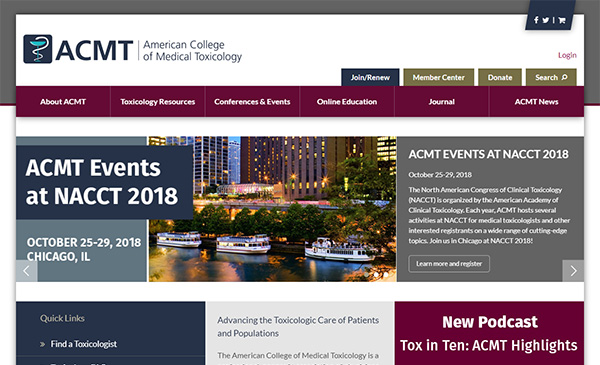 ACMT
American College
of Medical Toxicology
Login
Join/Renew
Member Center
Donate
Search
About ACMT
Toxicology Resources
Conferences & Events
Online Education
Journal
ACMT News
ACMT Events
at NACCT 2018
OCTOBER 25-29, 2018
CHICAGO, IL
ACMT EVENTS AT NACCT 2018
October 25-29, 2018
The North American Congress of Clinical Toxicology
(NACCT) is organized by the American Academy of
Clinical Toxicology. Each year, ACMT hosts several
activities at NACCT for medical toxicologists and other
interested registrants on a wide range of cutting-edge
topics. Join us in Chicago at NACCT 2018!
Learn more and register
Quick Links
Find a Toxicologist
Advancing the Toxicologic Care of Patients
and Populations
The American College of Medical Toxicology is a
New Podcast
Tox in Ten: ACMT Highlights